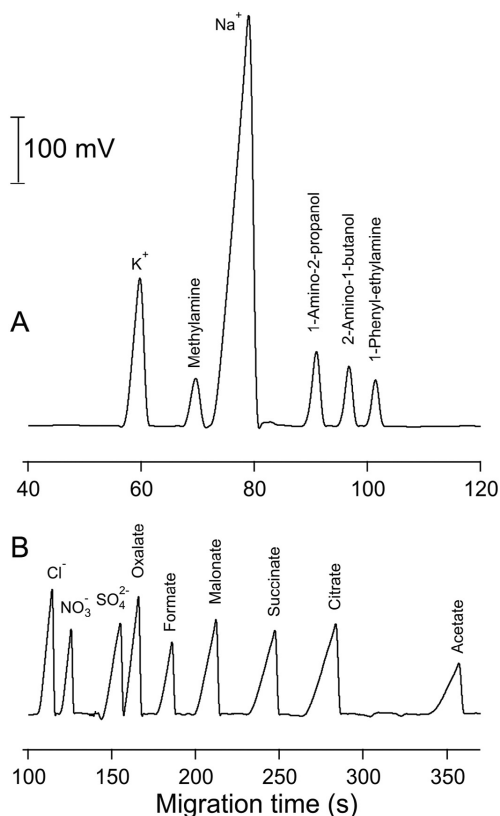 Na⁺
100 mV
K⁺
Methylamine
1-Amino-2-propanol
2-Amino-1-butanol
1-Phenyl-ethylamine
A
40 60 80 100 120
B
Cl⁻
NO₃⁻
SO₄²⁻
Oxalate
Formate
Malonate
Succinate
Citrate
Acetate
100 150 200 250 300 350
Migration time (s)